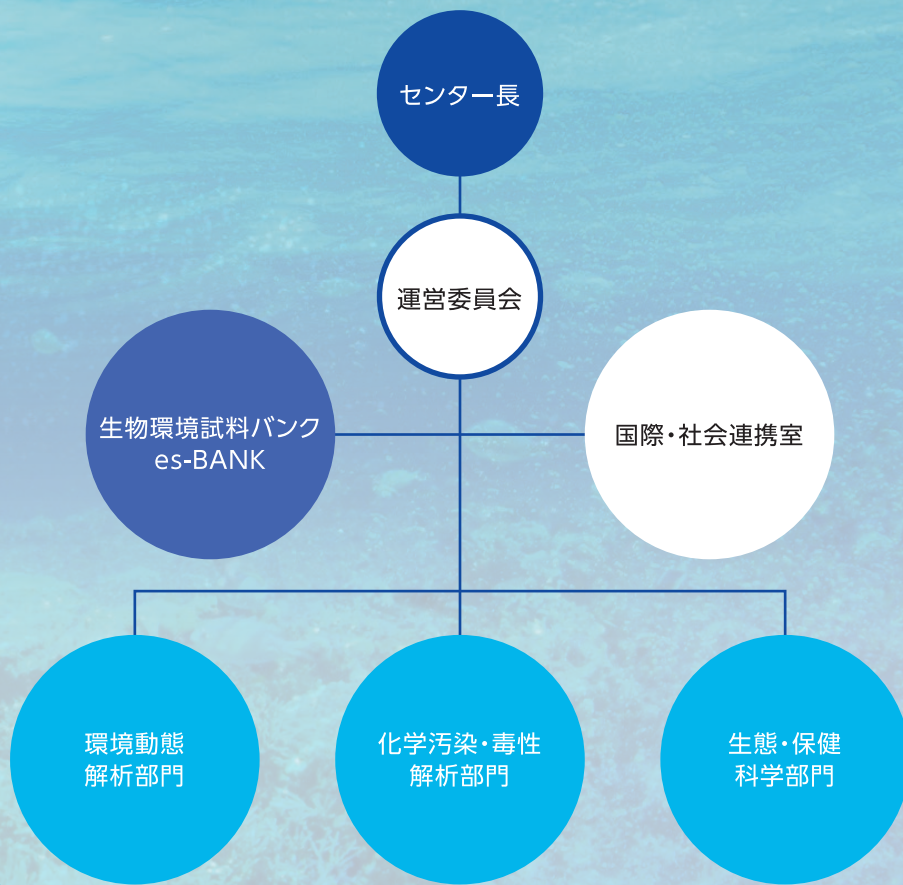 センター長
運営委員会
生物環境試料バンク
es-BANK
国際・社会連携室
環境動態
解析部門
化学汚染・毒性
解析部門
生態・保健
科学部門